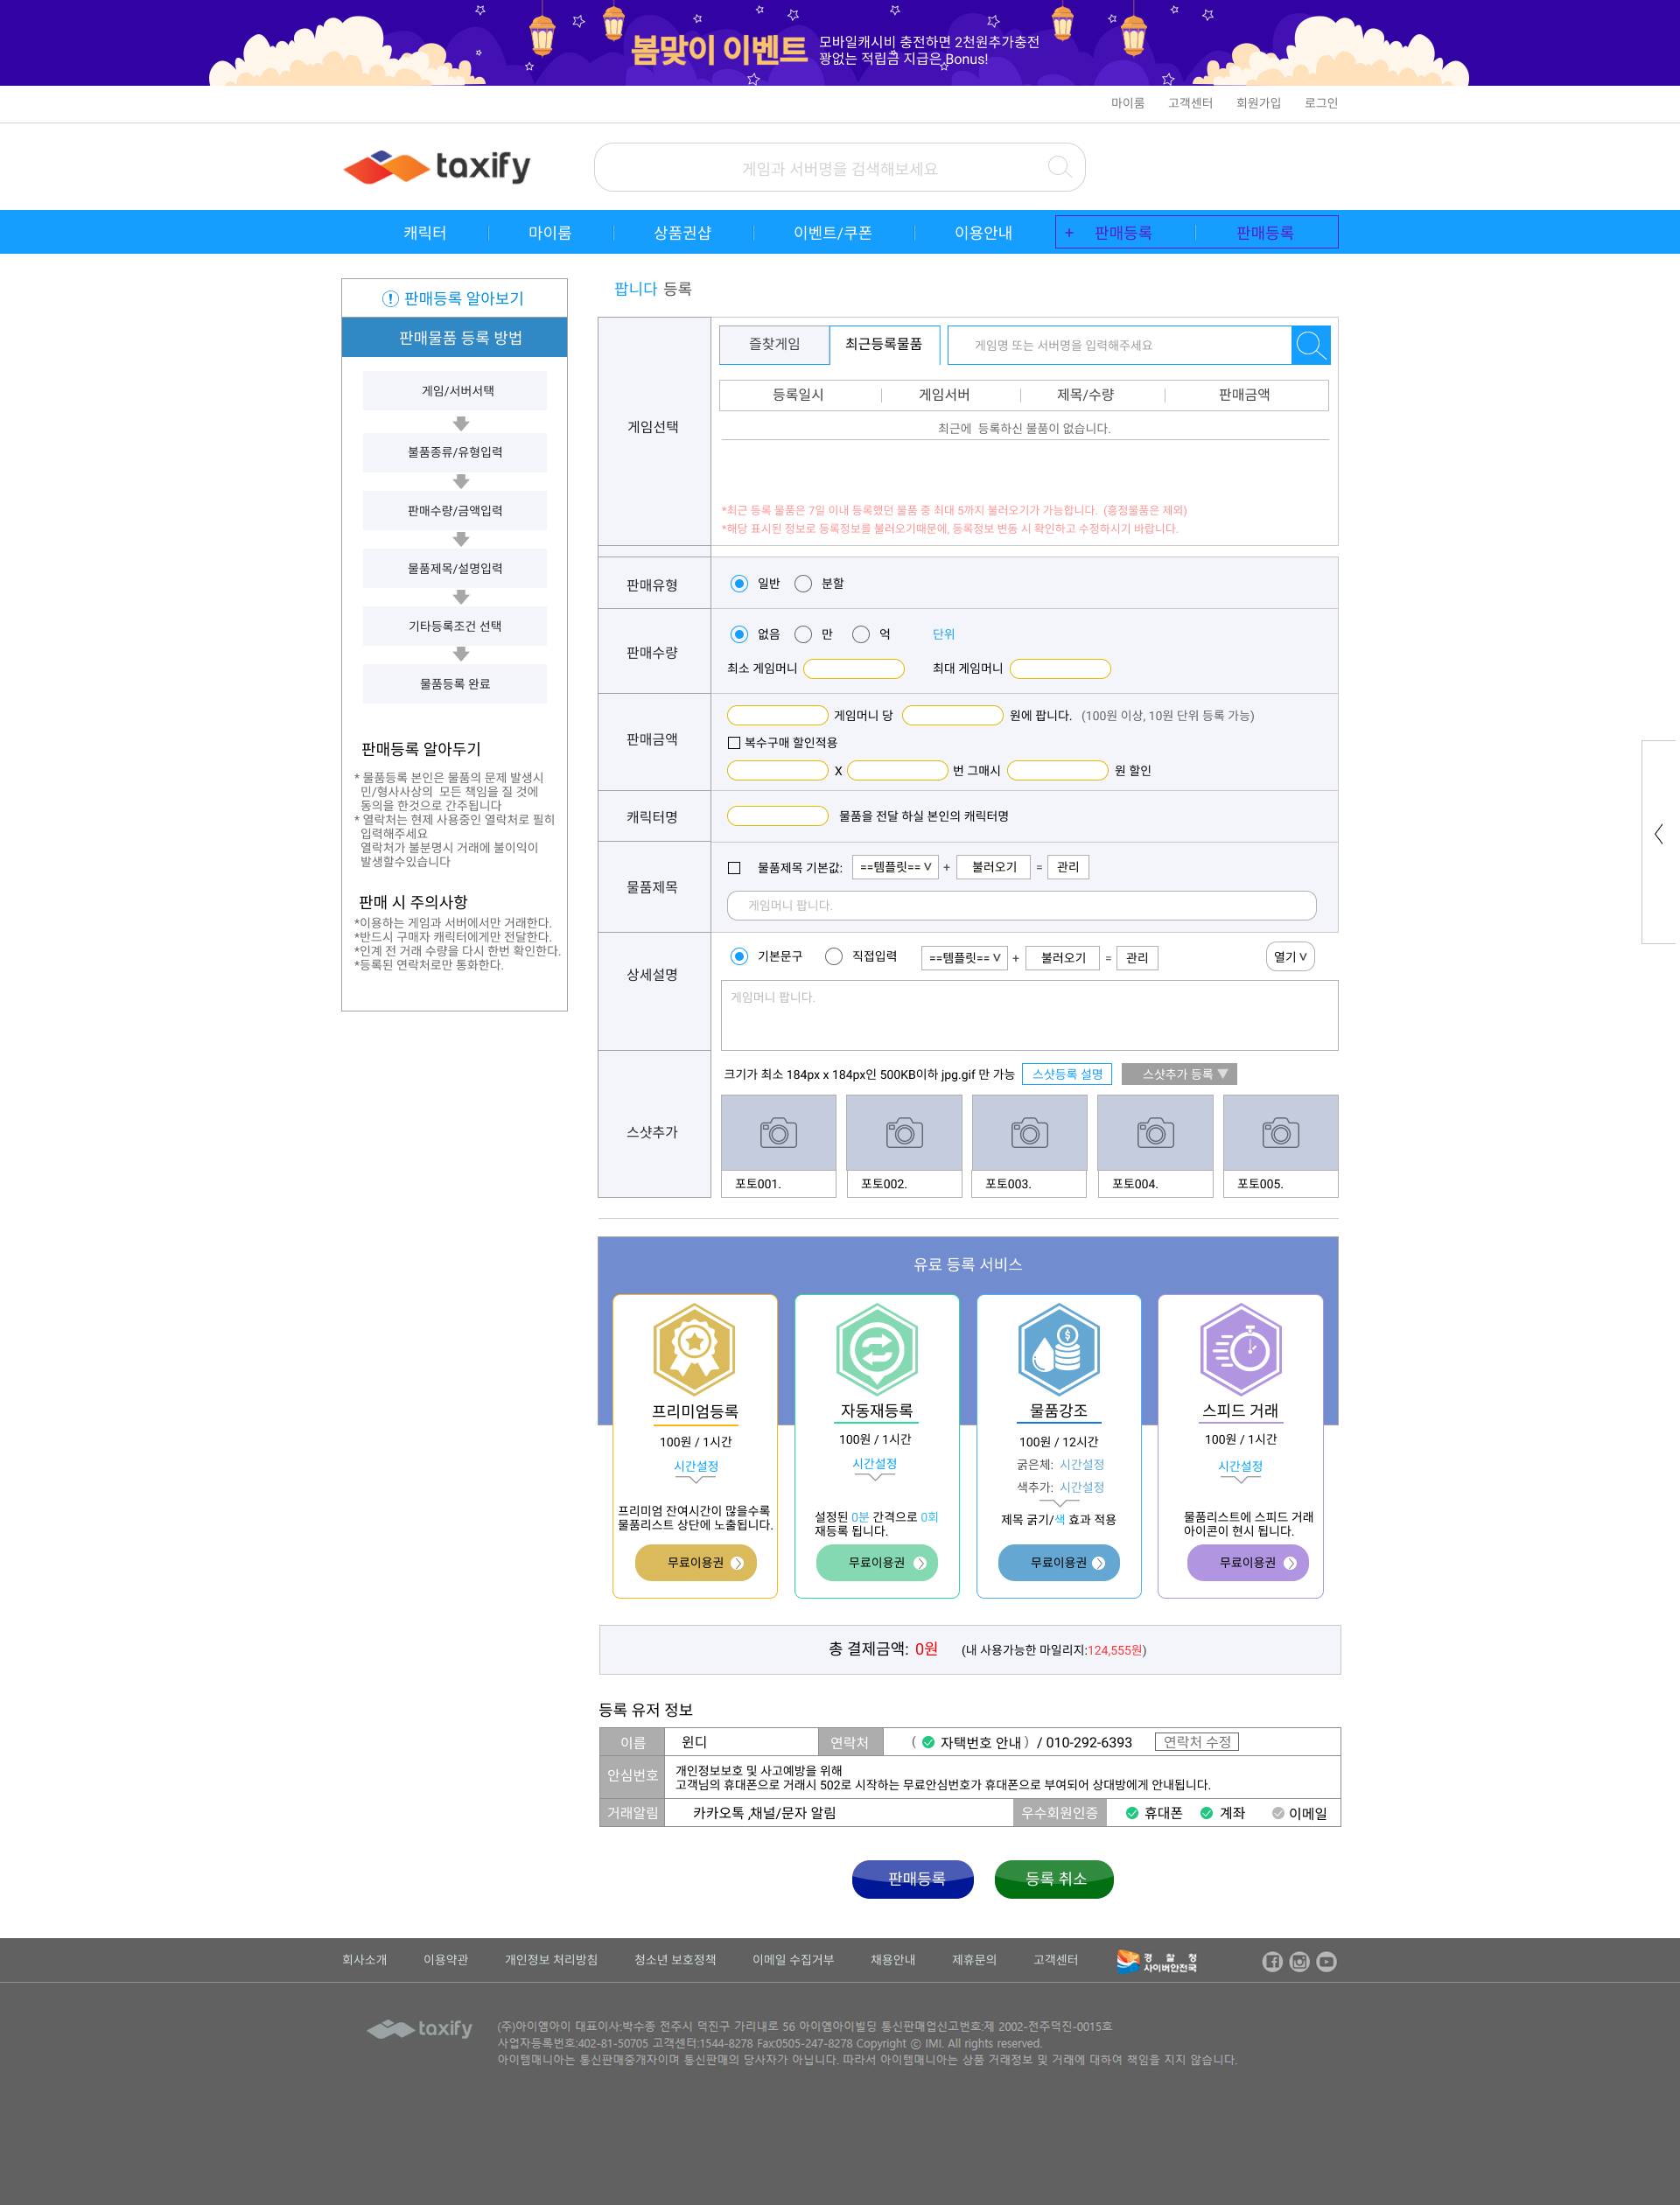 봄맞이 이벤트
모바일캐시비 충전하면 2천원추가충전
꽝없는 적립금 지급은 Bonus!
마이룸 고객센터 회원가입 로그인
taxify
게임과 서버명을 검색해보세요
캐릭터 마이룸 상품권샵 이벤트/쿠폰 이용안내 + 판매등록 판매등록
판매등록 알아보기
판매물품 등록 방법
게임/서버서택
불품종류/유형입력
판매수량/금액입력
물품제목/설명입력
기타등록조건 선택
물품등록 완료
판매등록 알아두기
* 물품등록 본인은 물품의 문제 발생시
민/형사사상의 모든 책임을 질 것에
동의을 한것으로 간주됩니다
* 열락처는 현제 사용중인 열락처로 필히
입력해주세요
열락처가 불분명시 거래에 불이익이
발생할수있습니다
판매 시 주의사항
*이용하는 게임과 서버에서만 거래한다.
*반드시 구매자 캐릭터에게만 전달한다.
*인계 전 거래 수량을 다시 한번 확인한다.
*등록된 연락처로만 통화한다.
팝니다 등록
게임선택
즐찾게임 최근등록물품 게임명 또는 서버명을 입력해주세요
등록일시 게임서버 제목/수량 판매금액
최근에 등록하신 물품이 없습니다.
*최근 등록 물품은 7일 이내 등록했던 물품 중 최대 5까지 불러오기가 가능합니다. (흥정물품은 제외)
*해당 표시된 정보로 등록정보를 불러오기때문에, 등록정보 변동 시 확인하고 수정하시기 바랍니다.
판매유형 일반 분할
판매수량 없음 만 억 단위
최소 게임머니 최대 게임머니
판매금액 게임머니 당 원에 팝니다. (100원 이상, 10원 단위 등록 가능)
복수구매 할인적용
X 번 그매시 원 할인
캐릭터명 물품을 전달 하실 본인의 캐릭터명
물품제목 물품제목 기본값: ==템플릿== V + 불러오기 = 관리
게임머니 팝니다.
상세설명 기본문구 직접입력 ==템플릿== V + 불러오기 = 관리 열기 V
게임머니 팝니다.
스샷추가 크기가 최소 184px x 184px인 500KB이하 jpg.gif 만 가능 스샷등록 설명 스샷추가 등록 ▼
포토001. 포토002. 포토003. 포토004. 포토005.
유료 등록 서비스
프리미엄등록
100원 / 1시간
시간설정
프리미엄 잔여시간이 많을수록
물품리스트 상단에 노출됩니다.
무료이용권
자동재등록
100원 / 1시간
시간설정
설정된 0분 간격으로 0회
재등록 됩니다.
무료이용권
물품강조
100원 / 12시간
굵은체: 시간설정
색추가: 시간설정
제목 굵기/색 효과 적용
무료이용권
스피드 거래
100원 / 1시간
시간설정
물품리스트에 스피드 거래
아이콘이 현시 됩니다.
무료이용권
총 결제금액: 0원 (내 사용가능한 마일리지:124,555원)
등록 유저 정보
이름 윈디 연락처 ( 자택번호 안내 ) / 010-292-6393 연락처 수정
안심번호 개인정보보호 및 사고예방을 위해
고객님의 휴대폰으로 거래시 502로 시작하는 무료안심번호가 휴대폰으로 부여되어 상대방에게 안내됩니다.
거래알림 카카오톡 ,채널/문자 알림 우수회원인증 휴대폰 계좌 이메일
판매등록 등록 취소
회사소개 이용약관 개인정보 처리방침 청소년 보호정책 이메일 수집거부 채용안내 제휴문의 고객센터 경 찰 청
사이버안전국
taxify
(주)아이엠아이 대표이사:박수종 전주시 덕진구 가리내로 56 아이엠아이빌딩 통신판매업신고번호:제 2002-전주덕진-0015호
사업자등록번호:402-81-50705 고객센터:1544-8278 Fax:0505-247-8278 Copyright © IMI. All rights reserved.
아이템매니아는 통신판매중개자이며 통신판매의 당사자가 아닙니다. 따라서 아이템매니아는 상품 거래정보 및 거래에 대하여 책임을 지지 않습니다.